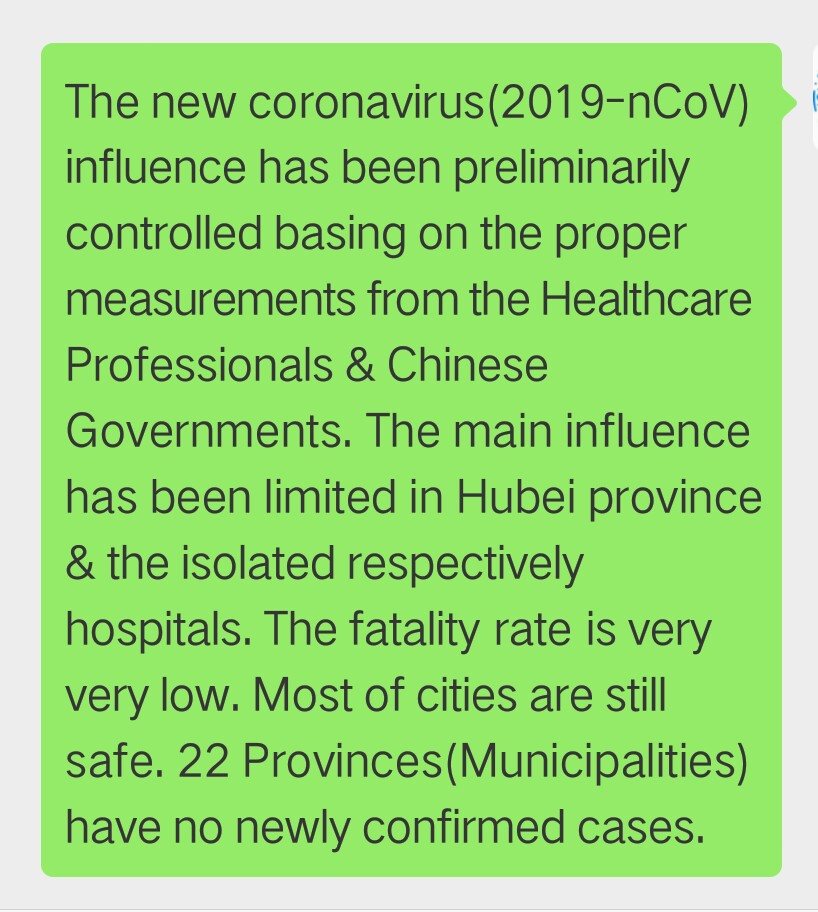 The new coronavirus(2019-nCoV)
influence has been preliminarily
controlled basing on the proper
measurements from the Healthcare
Professionals & Chinese
Governments. The main influence
has been limited in Hubei province
& the isolated respectively
hospitals. The fatality rate is very
very low. Most of cities are still
safe. 22 Provinces(Municipalities)
have no newly confirmed cases.